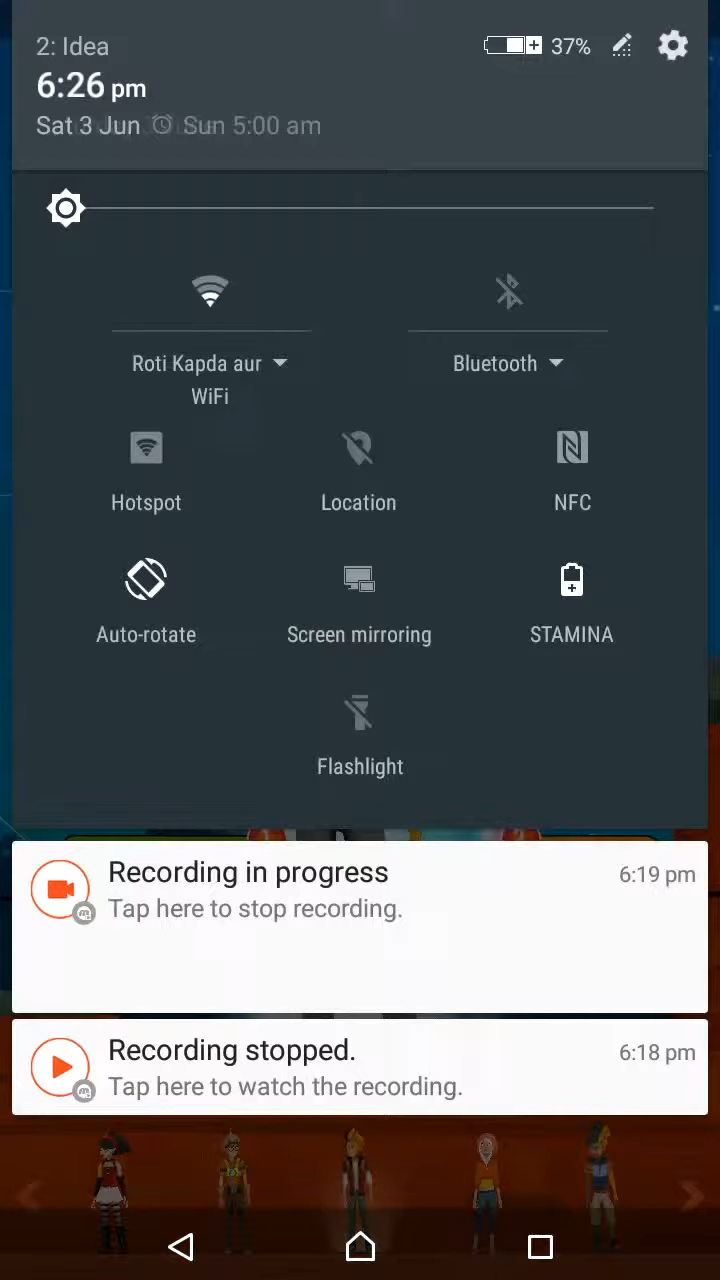 2: Idea
37%
6:26 pm
Sat 3 Jun Sun 5:00 am
Roti Kapda aur
WiFi
Bluetooth
Hotspot
Location
NFC
Auto-rotate
Screen mirroring
STAMINA
Flashlight
Recording in progress
6:19 pm
Tap here to stop recording.
Recording stopped.
6:18 pm
Tap here to watch the recording.